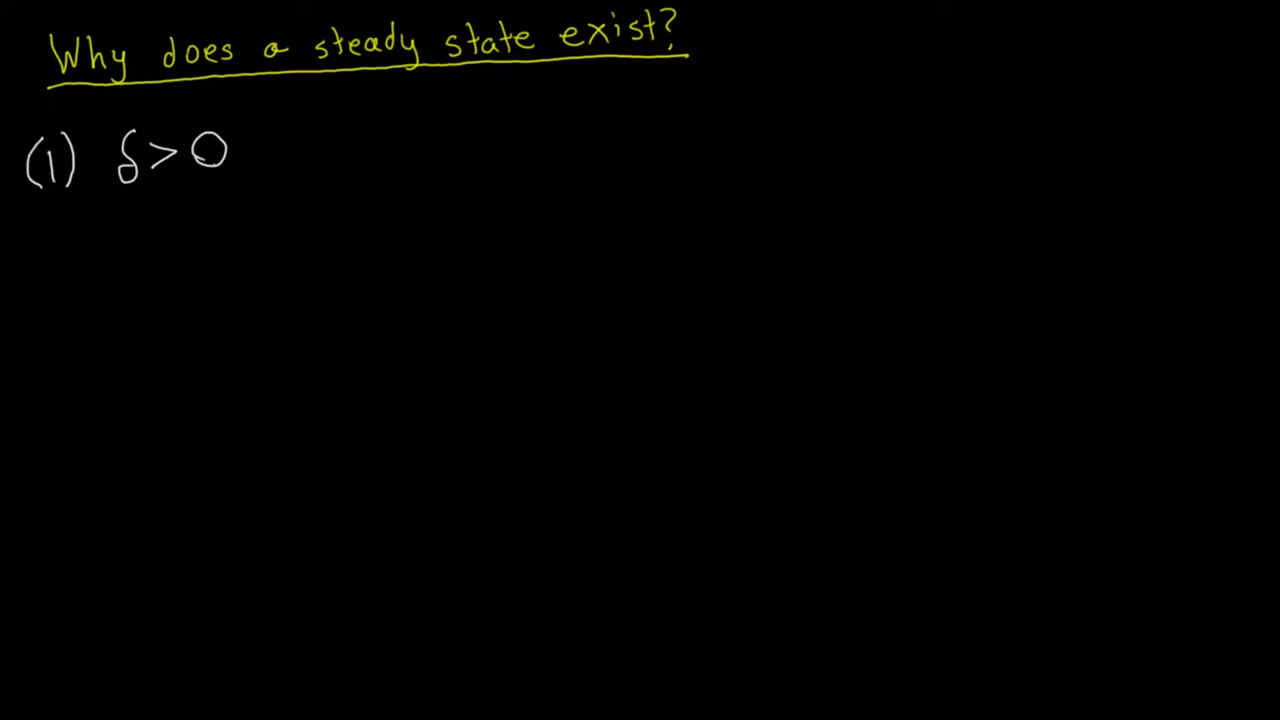 Why does a steady state exist?
(1) δ > 0